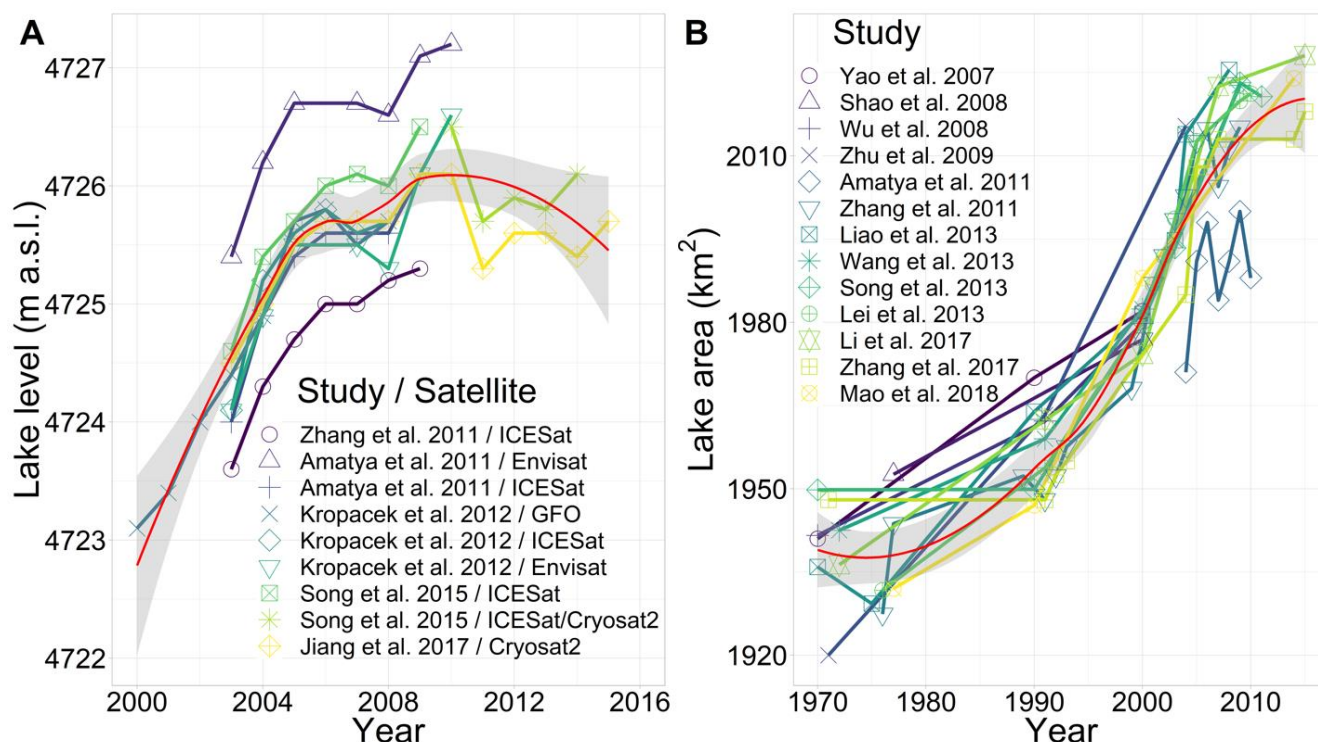 A
Lake level (m a.s.l.)
4727
4726
4725
4724
4723
4722
Study / Satellite
Zhang et al. 2011 / ICESat
Amatya et al. 2011 / Envisat
Amatya et al. 2011 / ICESat
Kropacek et al. 2012 / GFO
Kropacek et al. 2012 / ICESat
Kropacek et al. 2012 / Envisat
Song et al. 2015 / ICESat
Song et al. 2015 / ICESat/Cryosat2
Jiang et al. 2017 / Cryosat2
2000 2004 2008 2012 2016
Year
B
Lake area (km²)
2010
1980
1950
1920
Study
Yao et al. 2007
Shao et al. 2008
Wu et al. 2008
Zhu et al. 2009
Amatya et al. 2011
Zhang et al. 2011
Liao et al. 2013
Wang et al. 2013
Song et al. 2013
Lei et al. 2013
Li et al. 2017
Zhang et al. 2017
Mao et al. 2018
1970 1980 1990 2000 2010
Year